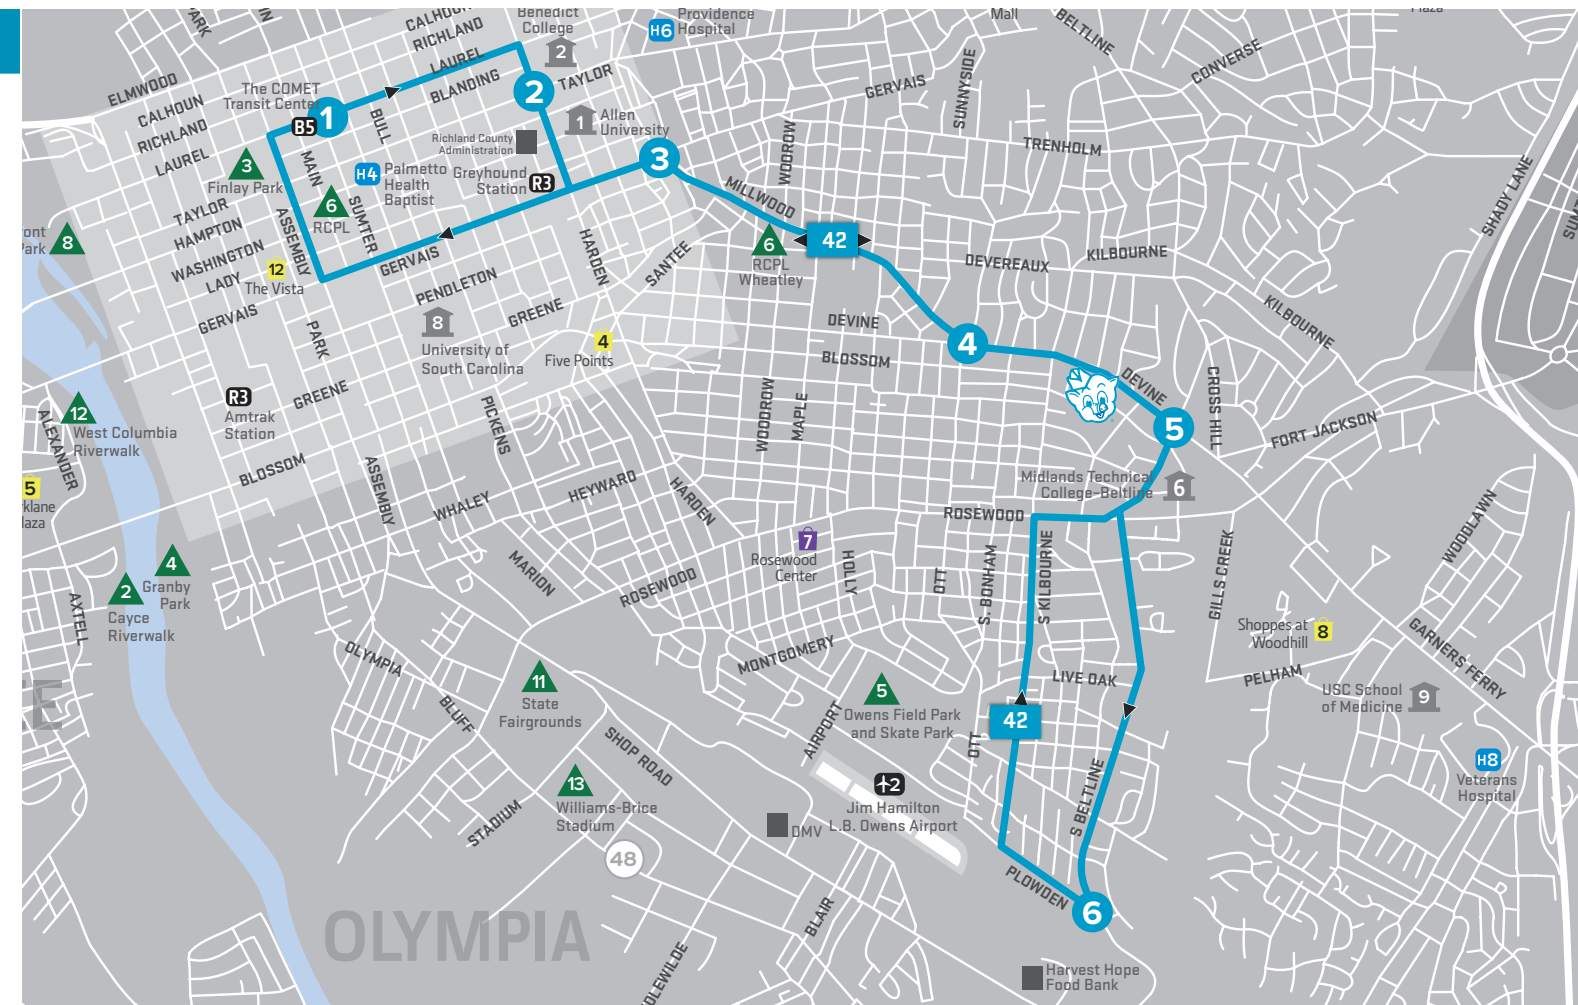 PARK
CALHOUN
RICHLAND
LAUREL
BLANDING
Benedict
College
2
H6
Providence
Hospital
Mall
BELTLINE
CONVERSE
ELMWOOD
CALHOUN
RICHLAND
LAUREL
The COMET
Transit Center
B5
1
BULL
2
TAYLOR
1
Allen
University
Richland County
Administration
Greyhound
Station
R3
3
GERVAIS
SUNNYSIDE
WOODROW
TRENHOLM
SHADY LANE
3
Finlay Park
MAIN
H4
Palmetto
Health
Baptist
6
RCPL
SUMTER
TAYLOR
HAMPTON
WASHINGTON
LADY
GERVAIS
ASSEMBLY
12
The Vista
GERVAIS
MILLWOOD
6
RCPL
Wheatley
42
DEVEREAUX
KILBOURNE
KILBOURNE
8
Park
PARK
PENDLETON
GREENE
HARDEN
SANTEE
8
University of
South Carolina
4
Five Points
DEVINE
BLOSSOM
4
DEVINE
5
CROSS HILL
FORT JACKSON
R3
Amtrak
Station
GREENE
BLOSSOM
ASSEMBLY
PICKENS
WHALEY
HEYWARD
HARDEN
WOODROW
MAPLE
12
West Columbia
Riverwalk
ALEXANDER
5
4
Granby
Park
2
Cayce
Riverwalk
AXTELL
Midlands Technical
College-Beltline
6
ROSEWOOD
7
Rosewood
Center
HOLLY
OTT
S. BONHAM
S KILBOURNE
GILLS CREEK
WOODLAWN
MARION
ROSEWOOD
MONTGOMERY
LIVE OAK
Shoppes at
Woodhill
8
PELHAM
GARNERS FERRY
USC School
of Medicine
9
OLYMPIA
BLUFF
11
State
Fairgrounds
SHOP ROAD
AIRPORT
5
Owens Field Park
and Skate Park
OTT
42
S BELTLINE
H8
Veterans
Hospital
13
Williams-Brice
Stadium
STADIUM
48
DMV
2
Jim Hamilton
L.B. Owens Airport
PLOWDEN
6
BLAIR
OLYMPIA
Harvest Hope
Food Bank